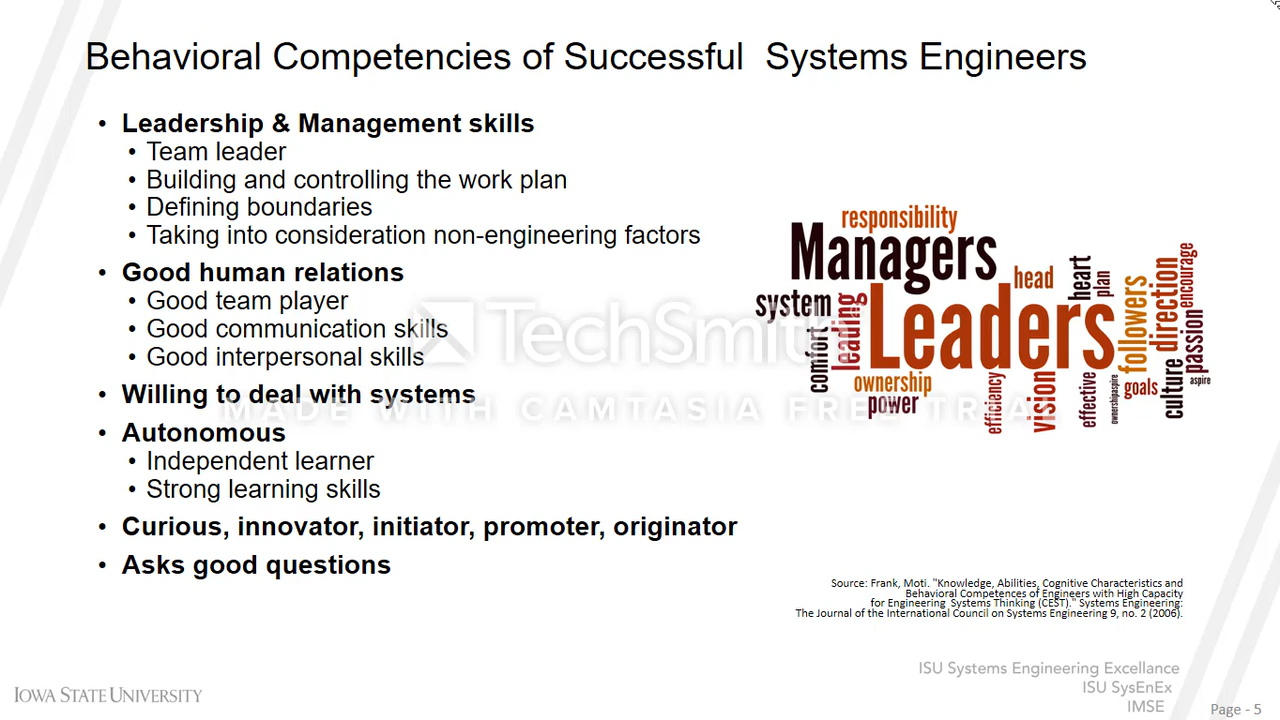 Behavioral Competencies of Successful  Systems Engineers
• Leadership & Management skills
• Team leader
• Building and controlling the work plan
• Defining boundaries
• Taking into consideration non-engineering factors
• Good human relations
• Good team player
• Good communication skills
• Good interpersonal skills
• Willing to deal with systems
• Autonomous
• Independent learner
• Strong learning skills
• Curious, innovator, initiator, promoter, originator
• Asks good questions
TechSmith
MADE WITH CAMTASIA FREE TRIAL
responsibility
Managers
head
heart
plan
encourage
direction
followers
system
leading
Leaders
comfort
passion
ownership
power
efficiency
vision
effective
ownershipaspire
goals
culture
aspire
Source: Frank, Moti. "Knowledge, Abilities, Cognitive Characteristics and
Behavioral Competences of Engineers with High Capacity
for Engineering  Systems Thinking (CEST)." Systems Engineering:
The Journal of the International Council on Systems Engineering 9, no. 2 (2006).
IOWA STATE UNIVERSITY
ISU Systems Engineering Excellance
ISU SysEnEx
IMSE
Page - 5